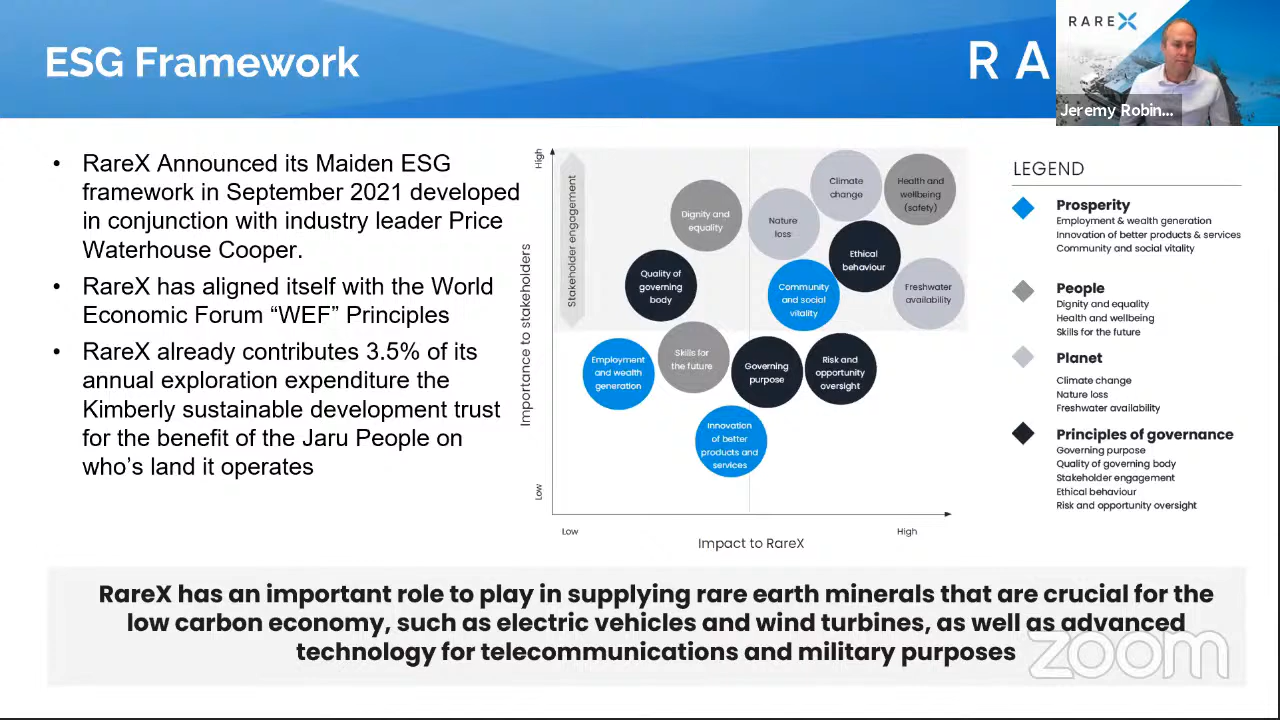 ESG Framework
R A
RAREX
Jeremy Robin...
• RareX Announced its Maiden ESG
framework in September 2021 developed
in conjunction with industry leader Price
Waterhouse Cooper.
• RareX has aligned itself with the World
Economic Forum “WEF” Principles
• RareX already contributes 3.5% of its
annual exploration expenditure the
Kimberly sustainable development trust
for the benefit of the Jaru People on
who’s land it operates
Importance to stakeholders
High
Low
Stakeholder engagement
Climate
change
Health and
wellbeing
(safety)
Dignity and
equality
Nature
loss
Ethical
behaviour
Quality of
governing
body
Community
and social
vitality
Freshwater
availability
Employment
and wealth
generation
Skills for
the future
Governing
purpose
Risk and
opportunity
oversight
Innovation
of better
products and
services
Low
High
Impact to RareX
LEGEND
Prosperity
Employment & wealth generation
Innovation of better products & services
Community and social vitality
People
Dignity and equality
Health and wellbeing
Skills for the future
Planet
Climate change
Nature loss
Freshwater availability
Principles of governance
Governing purpose
Quality of governing body
Stakeholder engagement
Ethical behaviour
Risk and opportunity oversight
RareX has an important role to play in supplying rare earth minerals that are crucial for the
low carbon economy, such as electric vehicles and wind turbines, as well as advanced
technology for telecommunications and military purposes
zoom